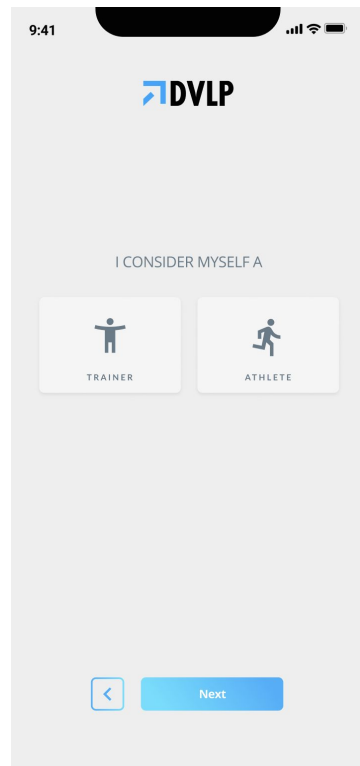 9:41
DVLP
I CONSIDER MYSELF A
TRAINER
ATHLETE
Next